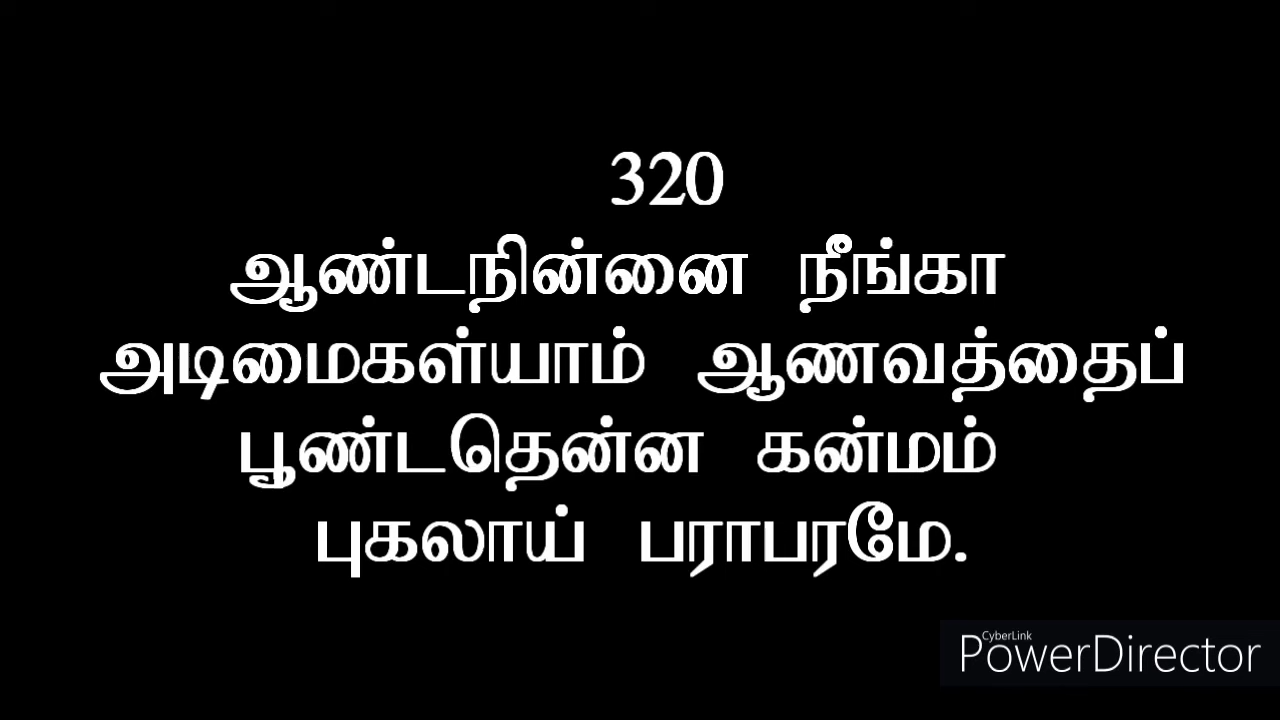 320
ஆண்டநின்னை நீங்கா
அடிமைகள்யாம் ஆணவத்தைப்
பூண்டதென்ன கன்மம்
புகலாய் பராபரமே.
CyberLink
PowerDirector